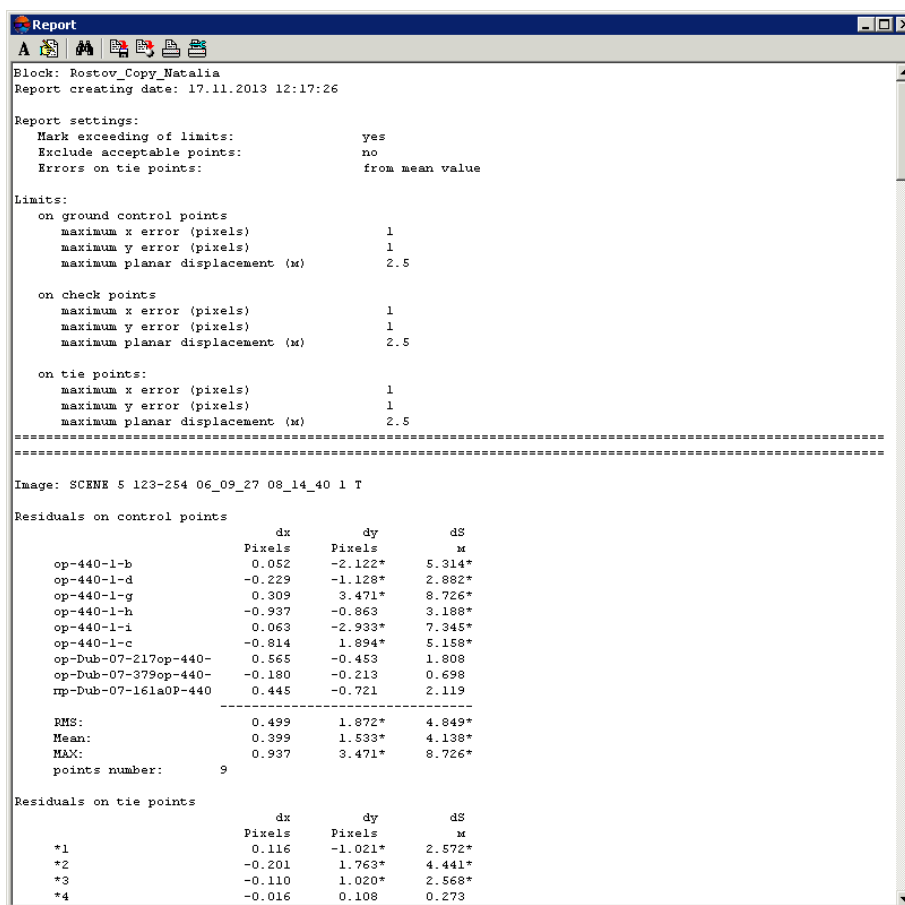 Report
Block: Rostov_Copy_Natalia
Report creating date: 17.11.2013 12:17:26
Report settings:
Mark exceeding of limits: yes
Exclude acceptable points: no
Errors on tie points: from mean value
Limits:
on ground control points
maximum x error (pixels) 1
maximum y error (pixels) 1
maximum planar displacement (м) 2.5
on check points
maximum x error (pixels) 1
maximum y error (pixels) 1
maximum planar displacement (м) 2.5
on tie points:
maximum x error (pixels) 1
maximum y error (pixels) 1
maximum planar displacement (м) 2.5
Image: SCENE 5 123-254 06_09_27 08_14_40 1 T
Residuals on control points
dx dy dS
Pixels Pixels м
op-440-1-b 0.052 -2.122* 5.314*
op-440-1-d -0.229 -1.128* 2.882*
op-440-1-g 0.309 3.471* 8.726*
op-440-1-h -0.937 -0.863 3.188*
op-440-1-i 0.063 -2.933* 7.345*
op-440-1-c -0.814 1.894* 5.158*
op-Dub-07-217op-440- 0.565 -0.453 1.808
op-Dub-07-379op-440- -0.180 -0.213 0.698
пр-Dub-07-161a0P-440 0.445 -0.721 2.119
RMS: 0.499 1.872* 4.849*
Mean: 0.399 1.533* 4.138*
MAX: 0.937 3.471* 8.726*
points number: 9
Residuals on tie points
dx dy dS
Pixels Pixels м
*1 0.116 -1.021* 2.572*
*2 -0.201 1.763* 4.441*
*3 -0.110 1.020* 2.568*
*4 -0.016 0.108 0.273